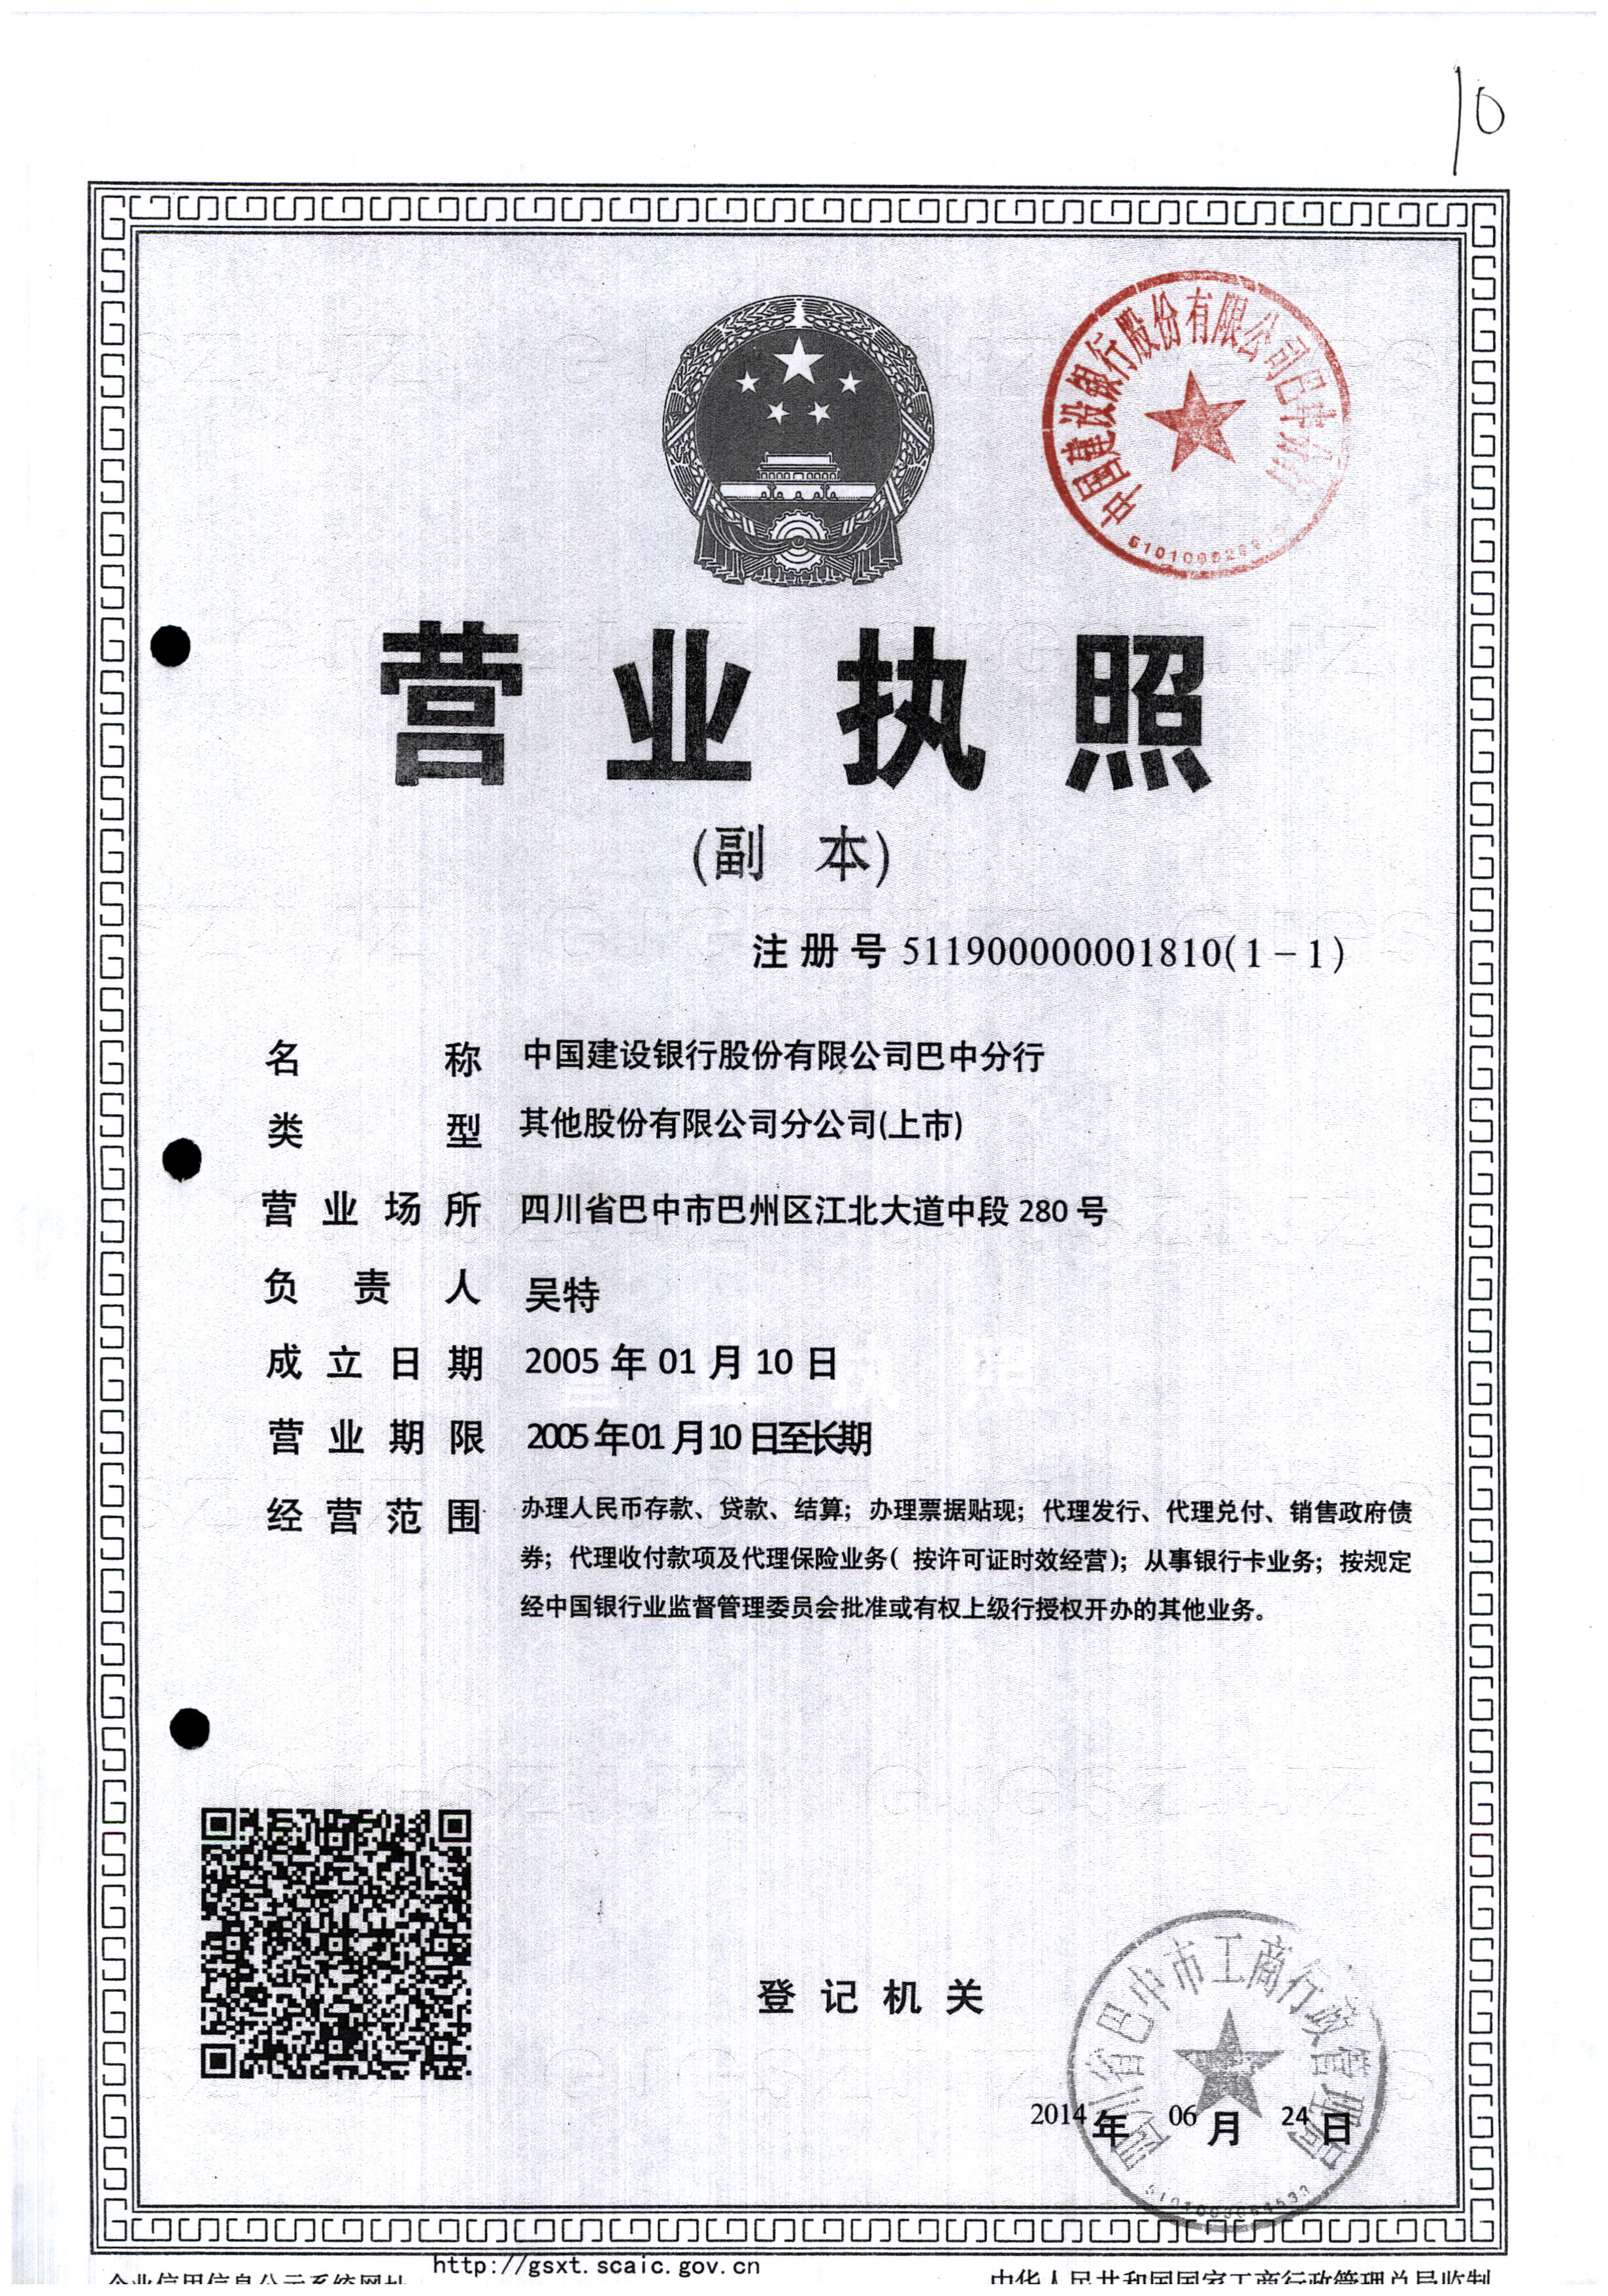 10
中国建设银行股份有限公司巴中分行
营业执照
(副 本)
注册号 511900000001810(1-1)
名称 中国建设银行股份有限公司巴中分行
类型 其他股份有限公司分公司(上市)
营业场所 四川省巴中市巴州区江北大道中段 280 号
负责人 吴特
成立日期 2005 年 01 月 10 日
营业期限 2005年01月10日至长期
经营范围 办理人民币存款、贷款、结算；办理票据贴现；代理发行、代理兑付、销售政府债
券；代理收付款项及代理保险业务( 按许可证时效经营)；从事银行卡业务；按规定
经中国银行业监督管理委员会批准或有权上级行授权开办的其他业务。
登记机关
四川省巴中市工商行政管理局
2014年 06月 24日
http://gsxt.scaic.gov.cn
企业信用信息公示系统网址
中华人民共和国国家工商行政管理总局监制